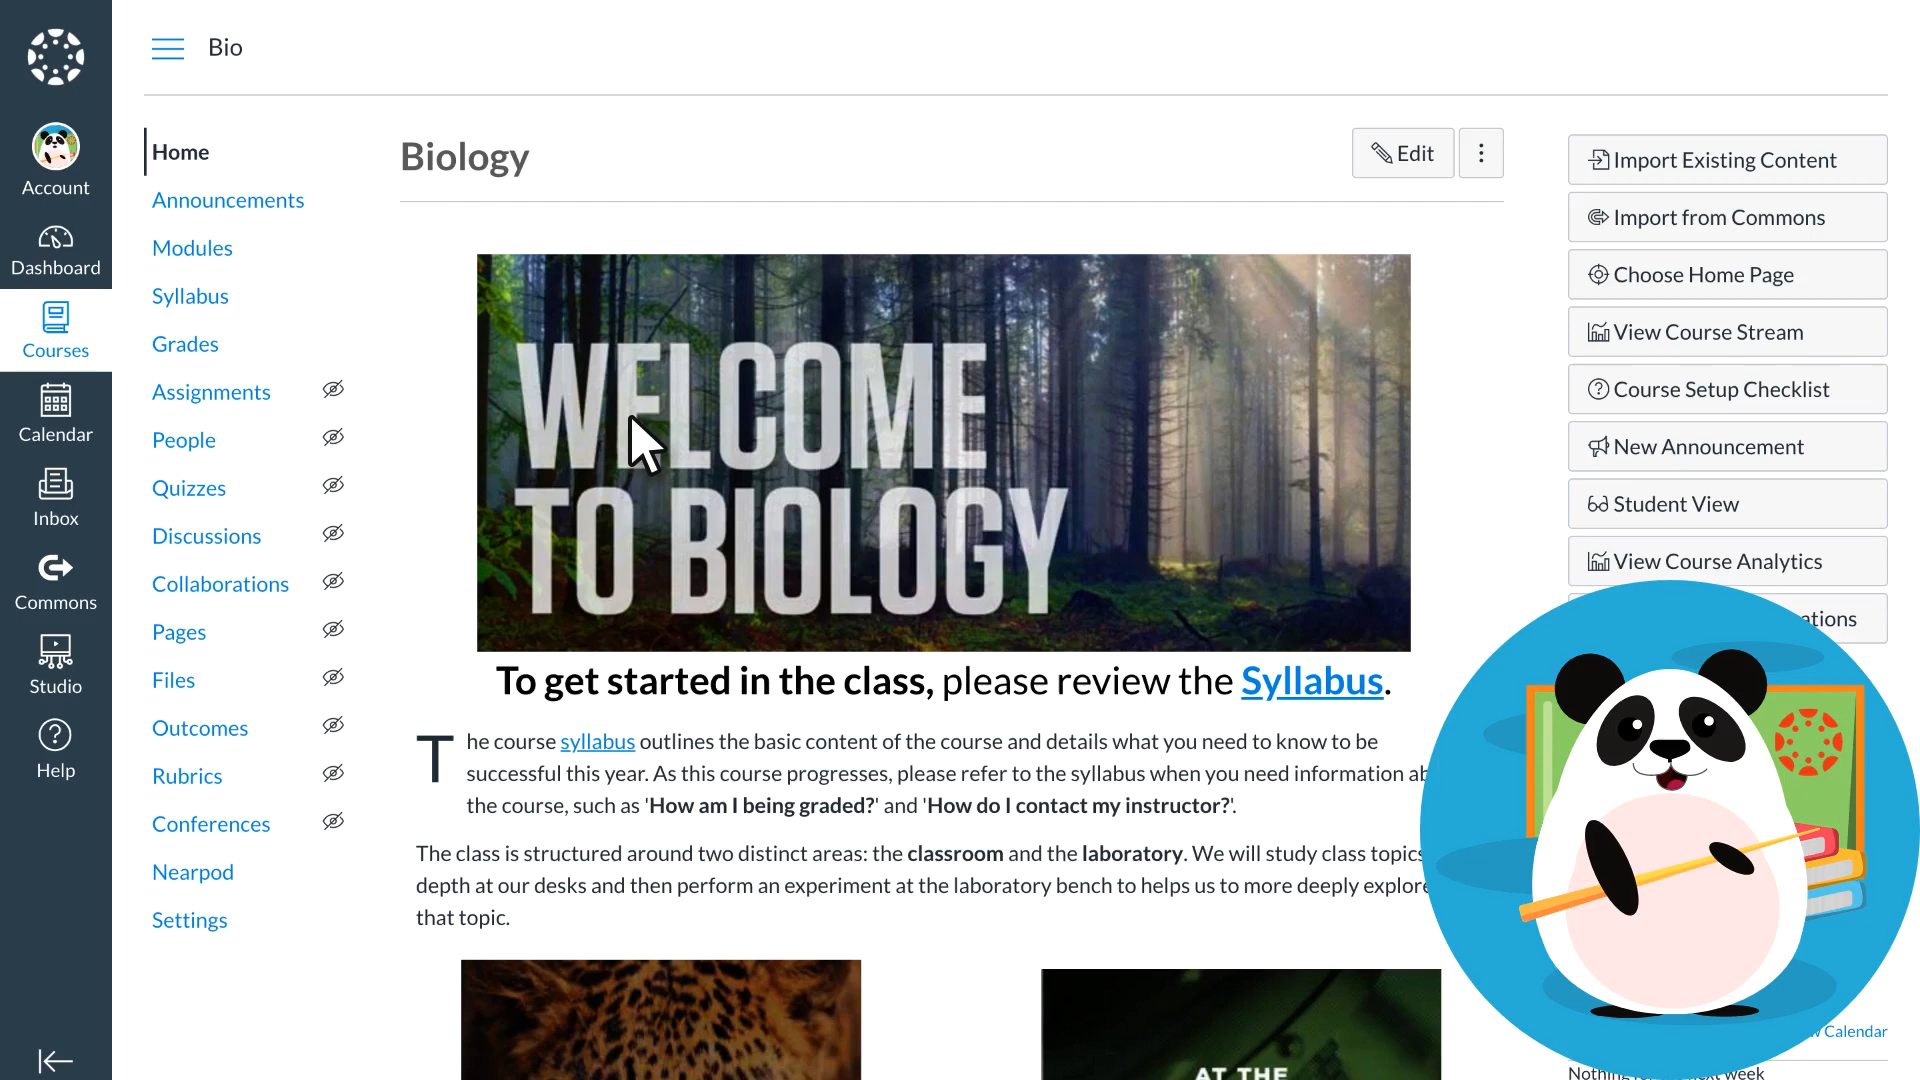 Bio
Account
Dashboard
Courses
Calendar
Inbox
Commons
Studio
Help
Home
Announcements
Modules
Syllabus
Grades
Assignments
People
Quizzes
Discussions
Collaborations
Pages
Files
Outcomes
Rubrics
Conferences
Nearpod
Settings
Biology
Edit
WELCOME
TO BIOLOGY
To get started in the class, please review the Syllabus.
The course syllabus outlines the basic content of the course and details what you need to know to be
successful this year. As this course progresses, please refer to the syllabus when you need information
the course, such as 'How am I being graded?' and 'How do I contact my instructor?'.
The class is structured around two distinct areas: the classroom and the laboratory. We will study class topics
depth at our desks and then perform an experiment at the laboratory bench to helps us to more deeply explore
that topic.
AT THE
Import Existing Content
Import from Commons
Choose Home Page
View Course Stream
Course Setup Checklist
New Announcement
Student View
View Course Analytics
Calendar
week